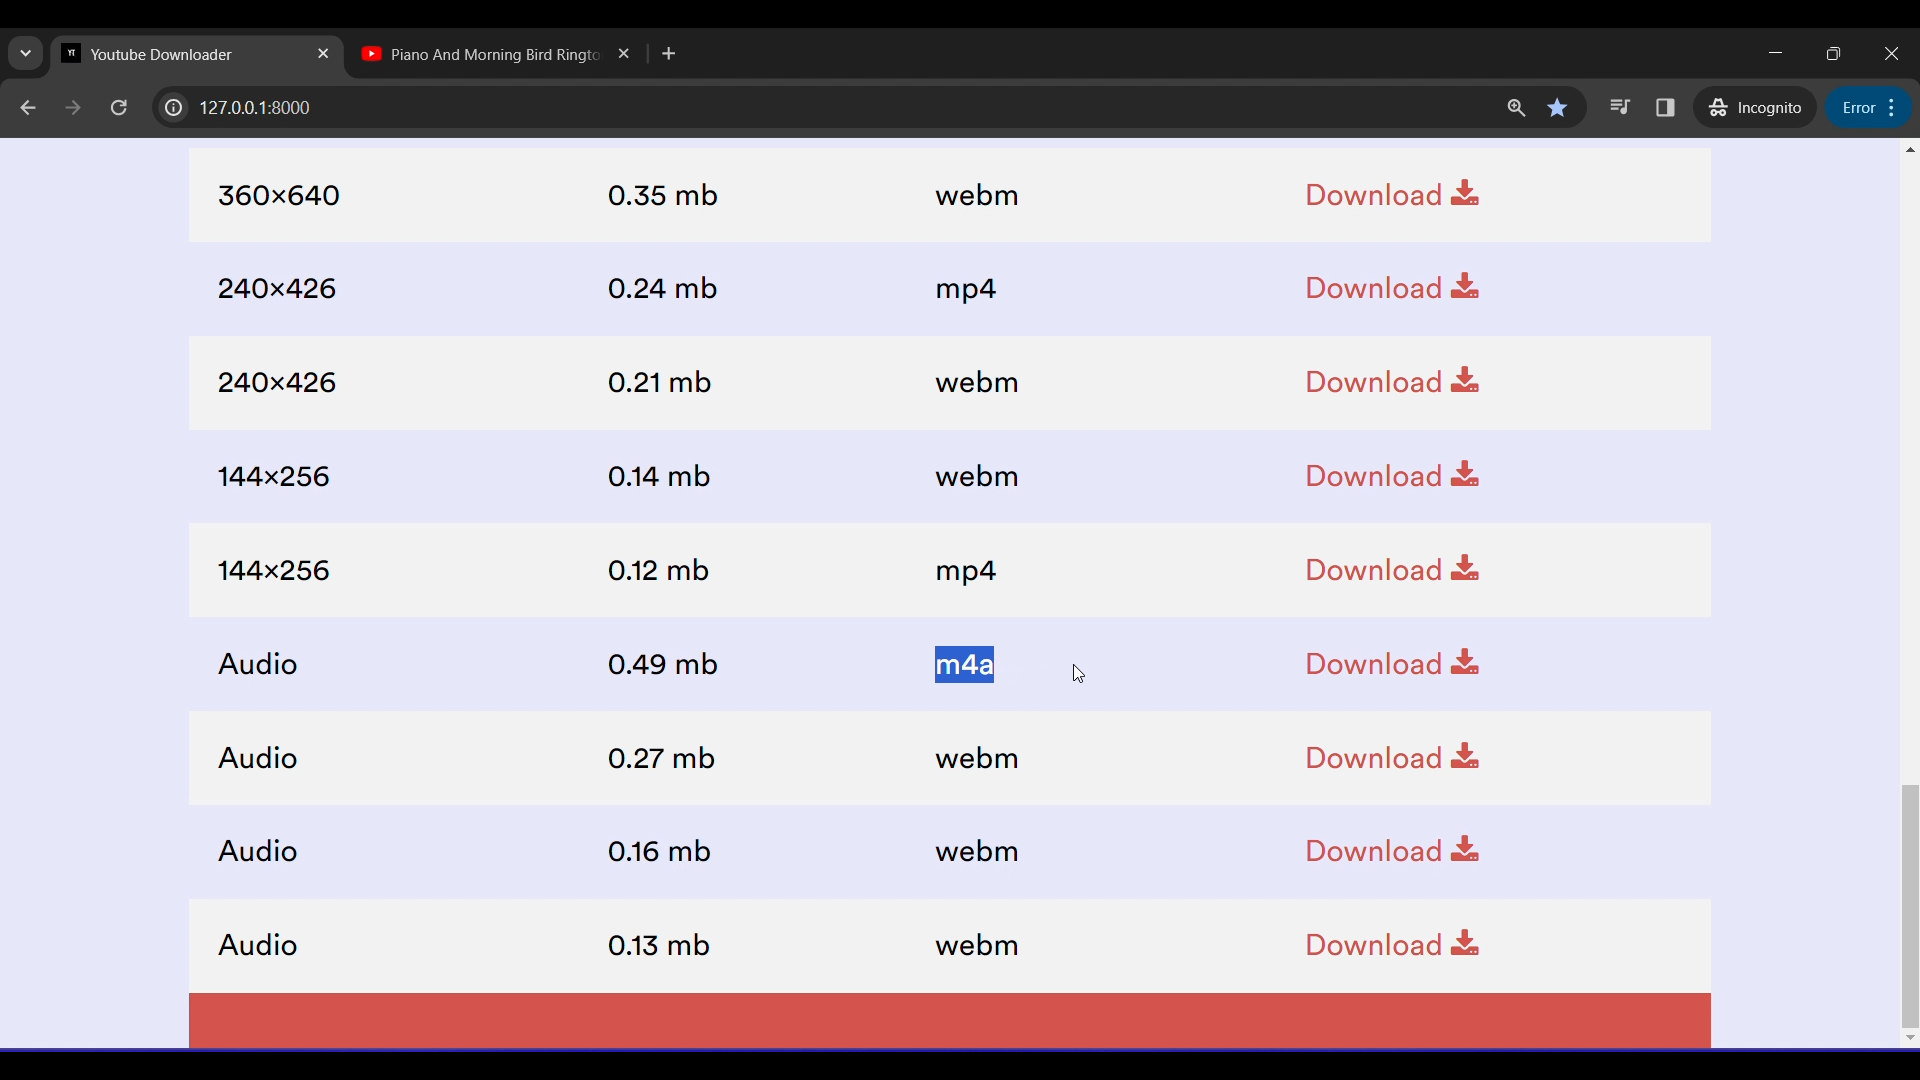 Youtube Downloader
Piano And Morning Bird Ringto
127.0.0.1:8000
Incognito
Error
360×640 0.35 mb webm Download
240×426 0.24 mb mp4 Download
240×426 0.21 mb webm Download
144×256 0.14 mb webm Download
144×256 0.12 mb mp4 Download
Audio 0.49 mb m4a Download
Audio 0.27 mb webm Download
Audio 0.16 mb webm Download
Audio 0.13 mb webm Download